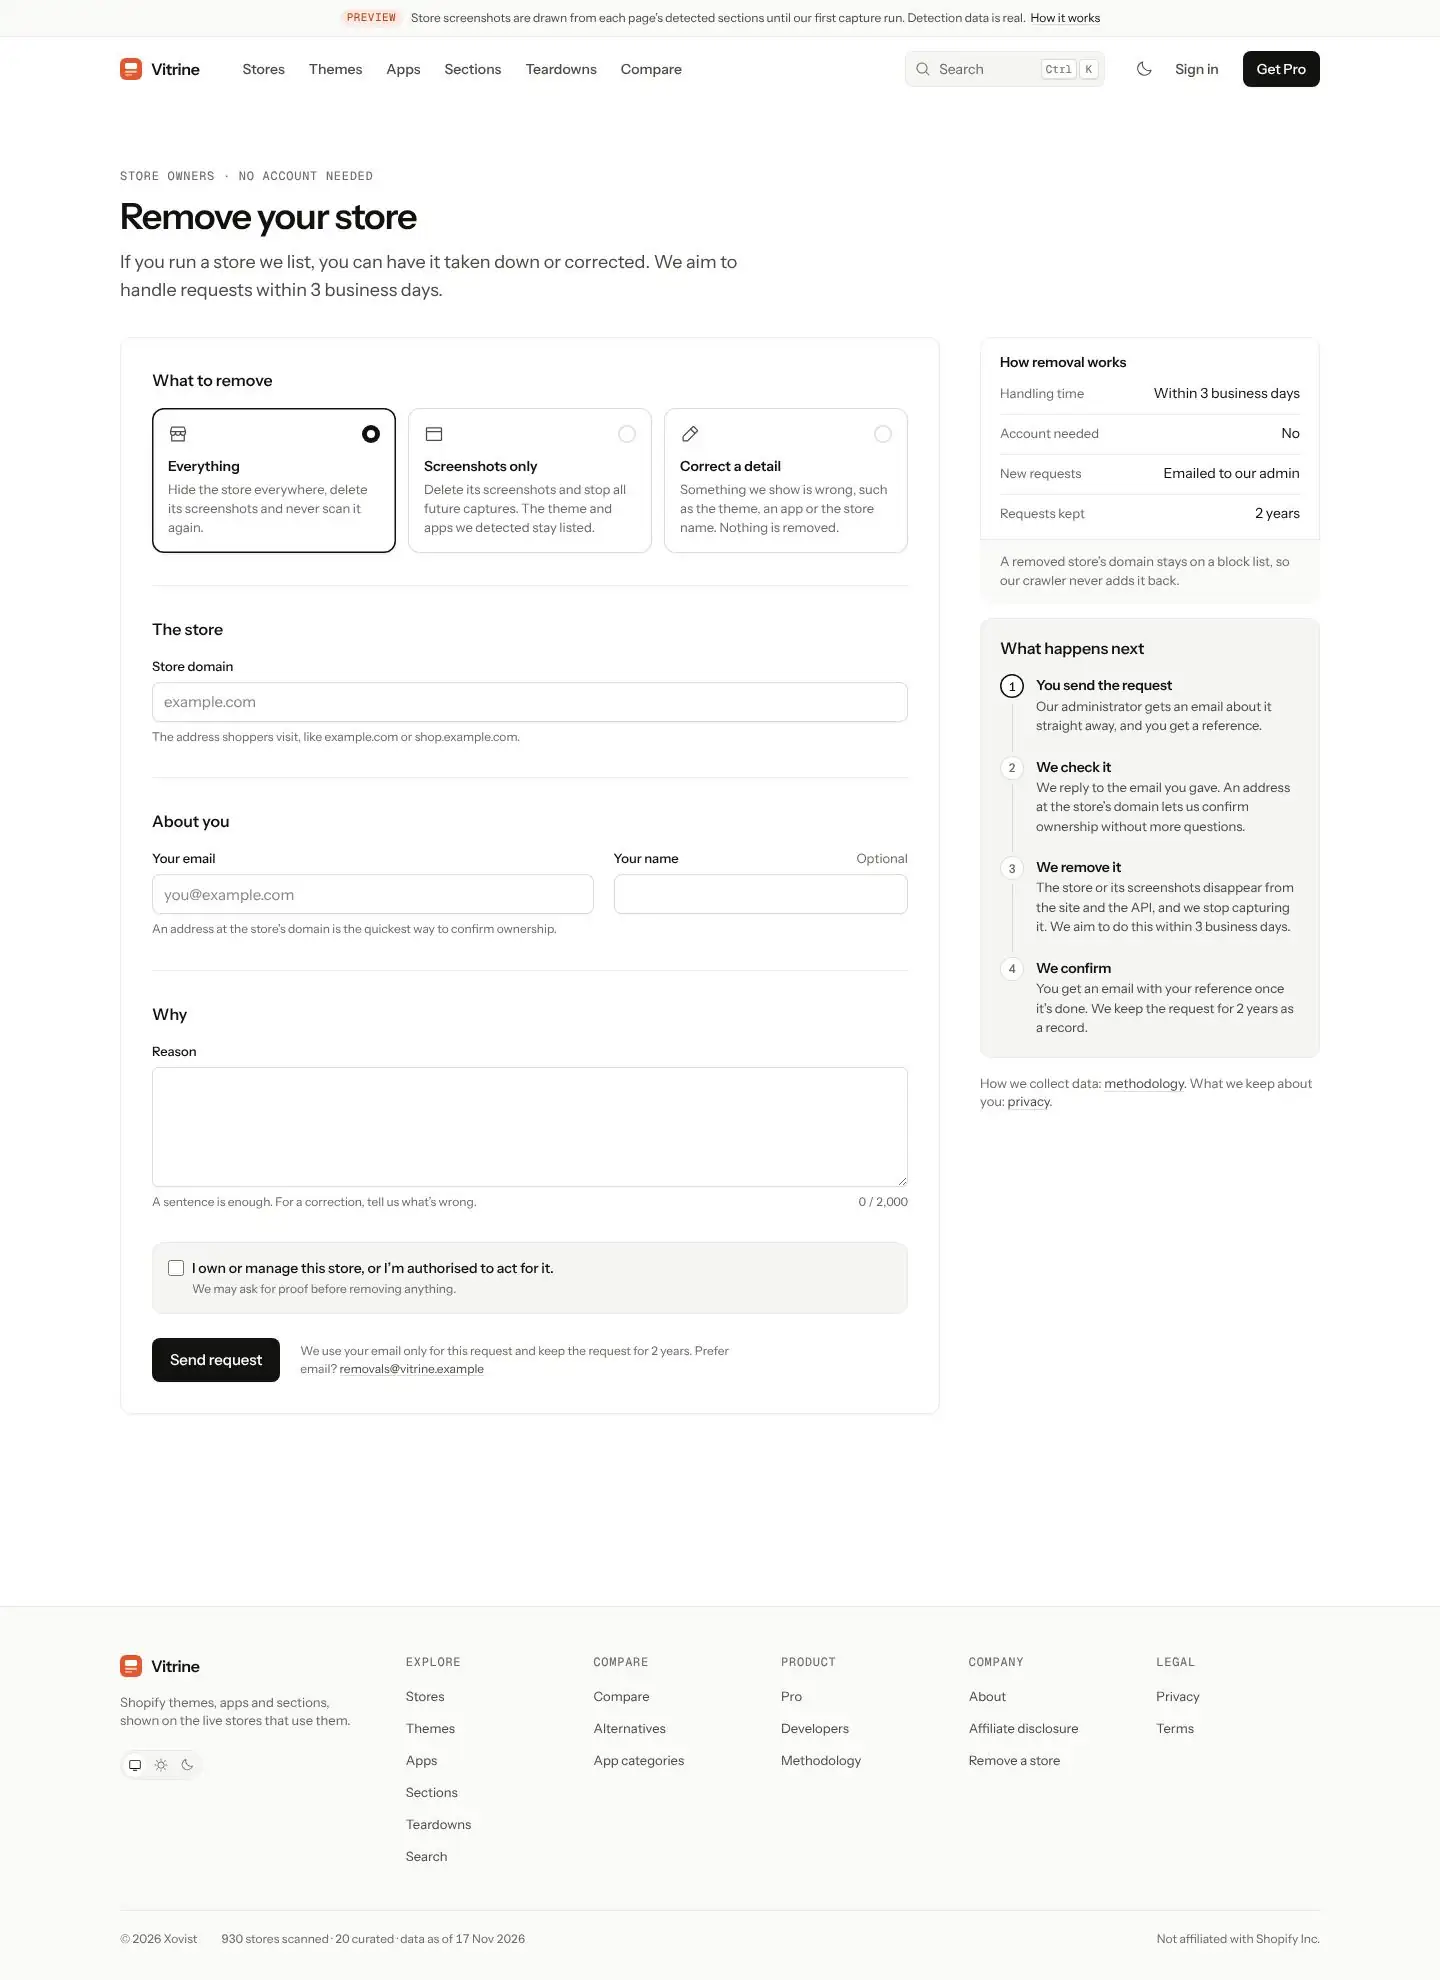 PREVIEW Store screenshots are drawn from each page's detected sections until our first capture run. Detection data is real. How it works
Vitrine Stores Themes Apps Sections Teardowns Compare Search Ctrl K Sign in Get Pro
STORE OWNERS · NO ACCOUNT NEEDED
Remove your store
If you run a store we list, you can have it taken down or corrected. We aim to
handle requests within 3 business days.
What to remove
Everything
Hide the store everywhere, delete
its screenshots and never scan it
again.
Screenshots only
Delete its screenshots and stop all
future captures. The theme and
apps we detected stay listed.
Correct a detail
Something we show is wrong, such
as the theme, an app or the store
name. Nothing is removed.
The store
Store domain
example.com
The address shoppers visit, like example.com or shop.example.com.
About you
Your email
you@example.com
An address at the store's domain is the quickest way to confirm ownership.
Your name Optional
Why
Reason
A sentence is enough. For a correction, tell us what's wrong. 0 / 2,000
I own or manage this store, or I'm authorised to act for it.
We may ask for proof before removing anything.
Send request
We use your email only for this request and keep the request for 2 years. Prefer
email? removals@vitrine.example
How removal works
Handling time Within 3 business days
Account needed No
New requests Emailed to our admin
Requests kept 2 years
A removed store's domain stays on a block list, so
our crawler never adds it back.
What happens next
1 You send the request
Our administrator gets an email about it
straight away, and you get a reference.
2 We check it
We reply to the email you gave. An address
at the store's domain lets us confirm
ownership without more questions.
3 We remove it
The store or its screenshots disappear from
the site and the API, and we stop capturing
it. We aim to do this within 3 business days.
4 We confirm
You get an email with your reference once
it's done. We keep the request for 2 years as
a record.
How we collect data: methodology. What we keep about
you: privacy.
Vitrine
Shopify themes, apps and sections,
shown on the live stores that use them.
EXPLORE
Stores
Themes
Apps
Sections
Teardowns
Search
COMPARE
Compare
Alternatives
App categories
PRODUCT
Pro
Developers
Methodology
COMPANY
About
Affiliate disclosure
Remove a store
LEGAL
Privacy
Terms
© 2026 Xovist 930 stores scanned · 20 curated · data as of 17 Nov 2026 Not affiliated with Shopify Inc.